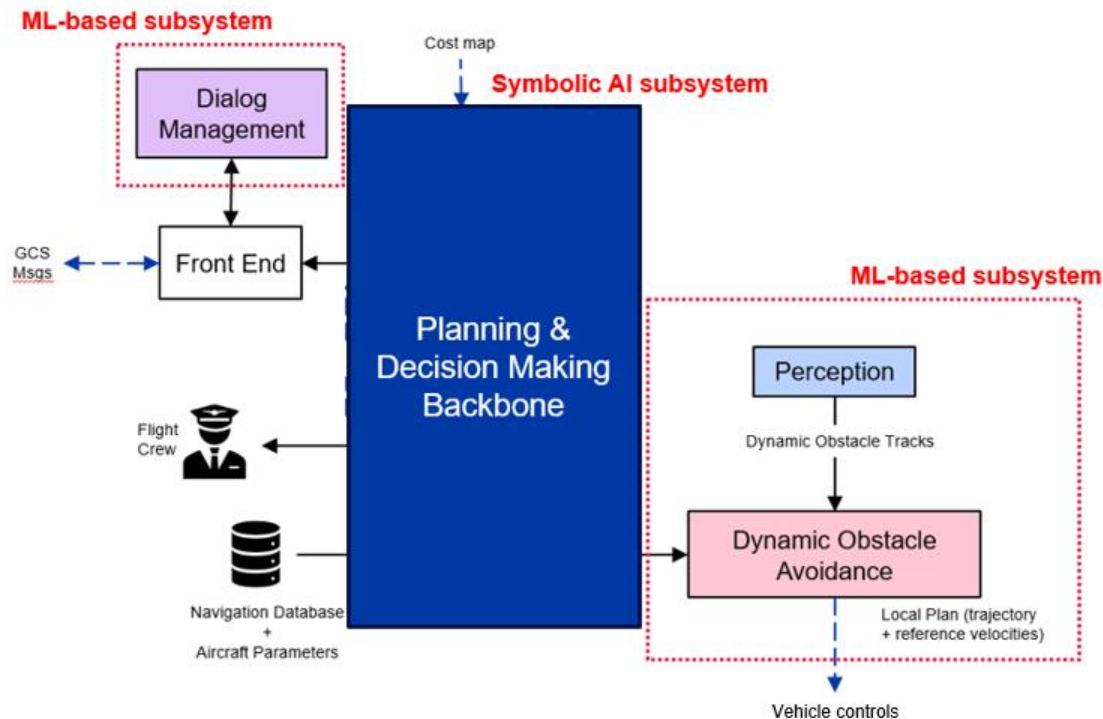 ML-based subsystem
Cost map
Symbolic AI subsystem
Dialog
Management
GCS
Msgs
Front End
ML-based subsystem
Planning &
Decision Making
Backbone
Perception
Flight
Crew
Dynamic Obstacle Tracks
Dynamic Obstacle
Avoidance
Navigation Database
+
Aircraft Parameters
Local Plan (trajectory
+ reference velocities)
Vehicle controls